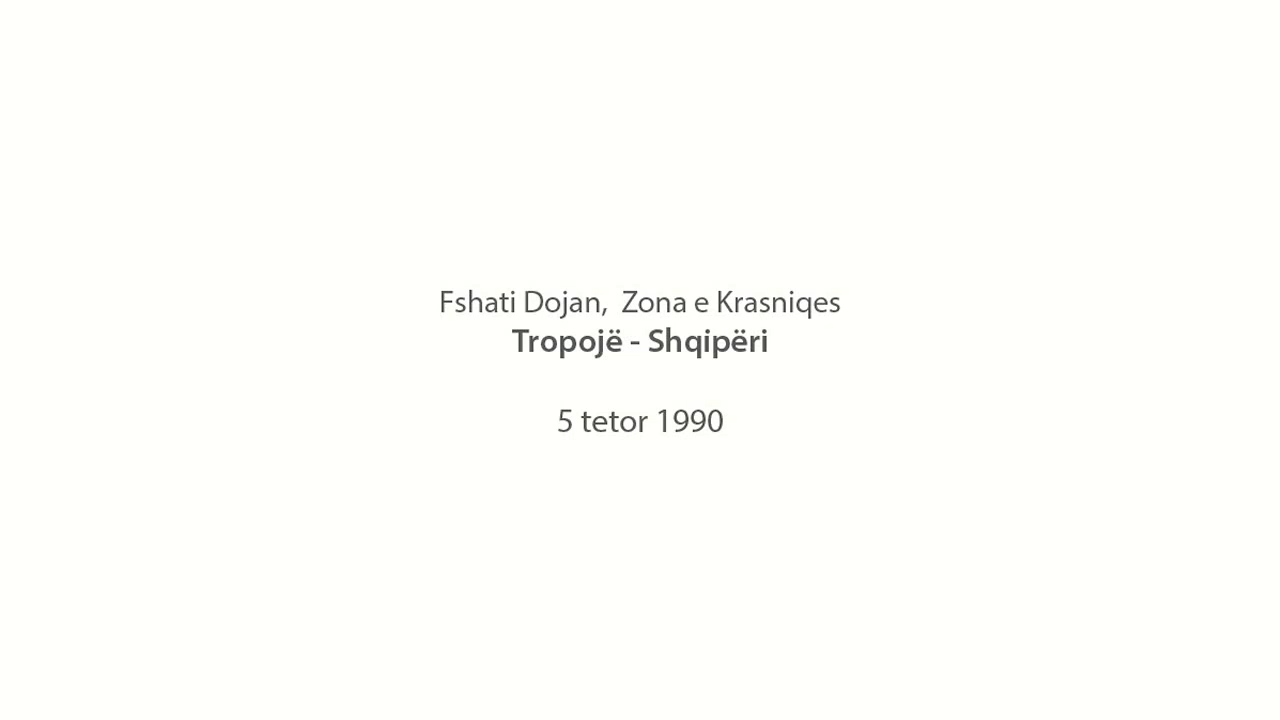 Fshati Dojan,  Zona e Krasniqes
Tropojë - Shqipëri
5 tetor 1990